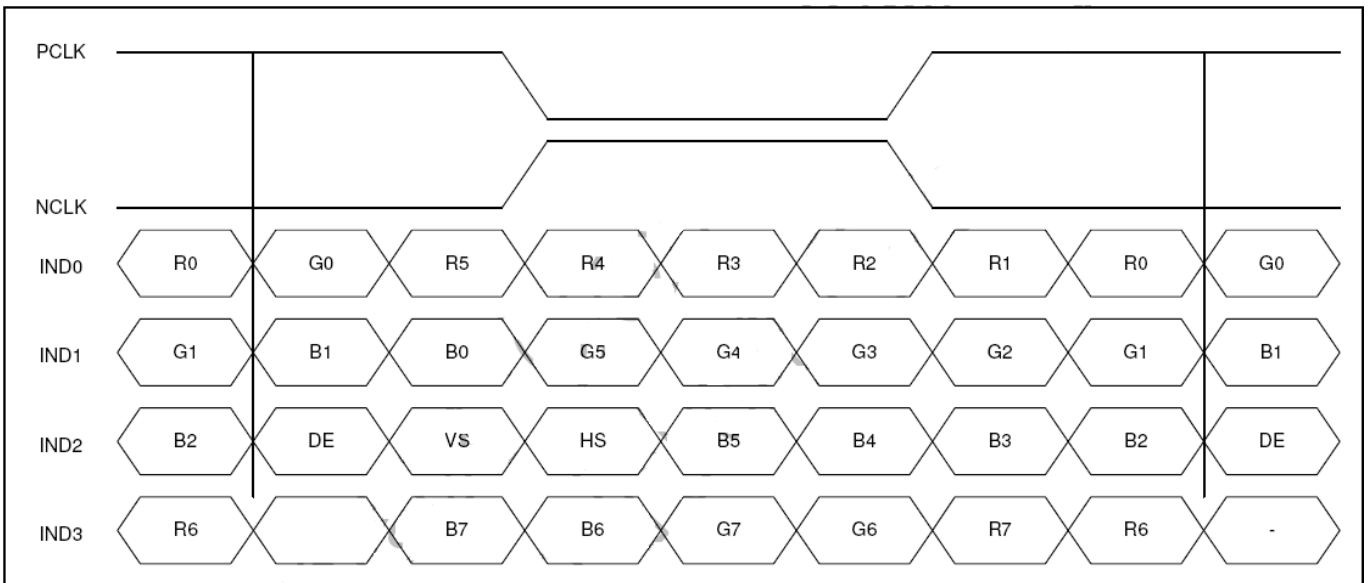 PCLK
NCLK
IND0 R0 G0 R5 R4 R3 R2 R1 R0 G0
IND1 G1 B1 B0 G5 G4 G3 G2 G1 B1
IND2 B2 DE VS HS B5 B4 B3 B2 DE
IND3 R6 B7 B6 G7 G6 R7 R6 -